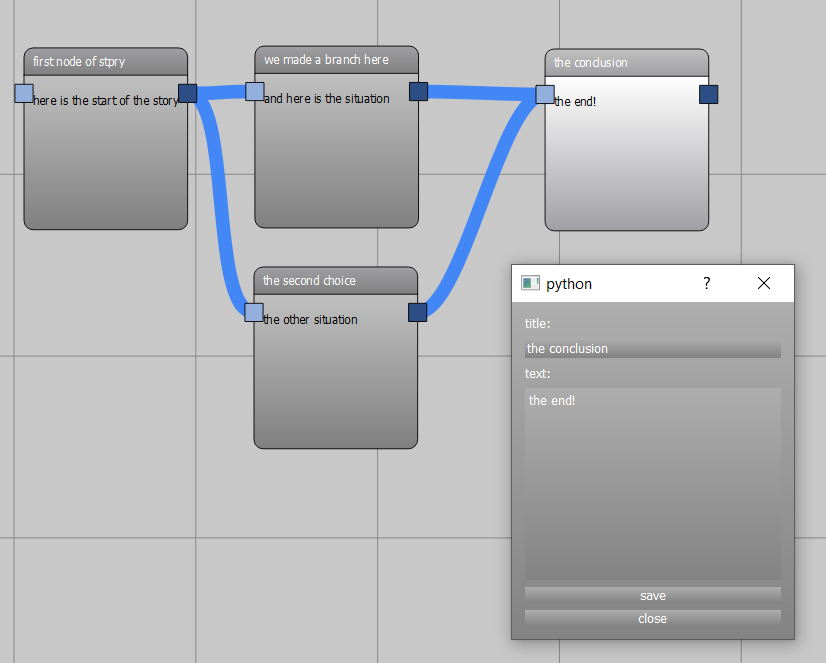 first node of stpry
here is the start of the story
we made a branch here
and here is the situation
the conclusion
the end!
the second choice
the other situation
python
?
title:
the conclusion
text:
the end!
save
close